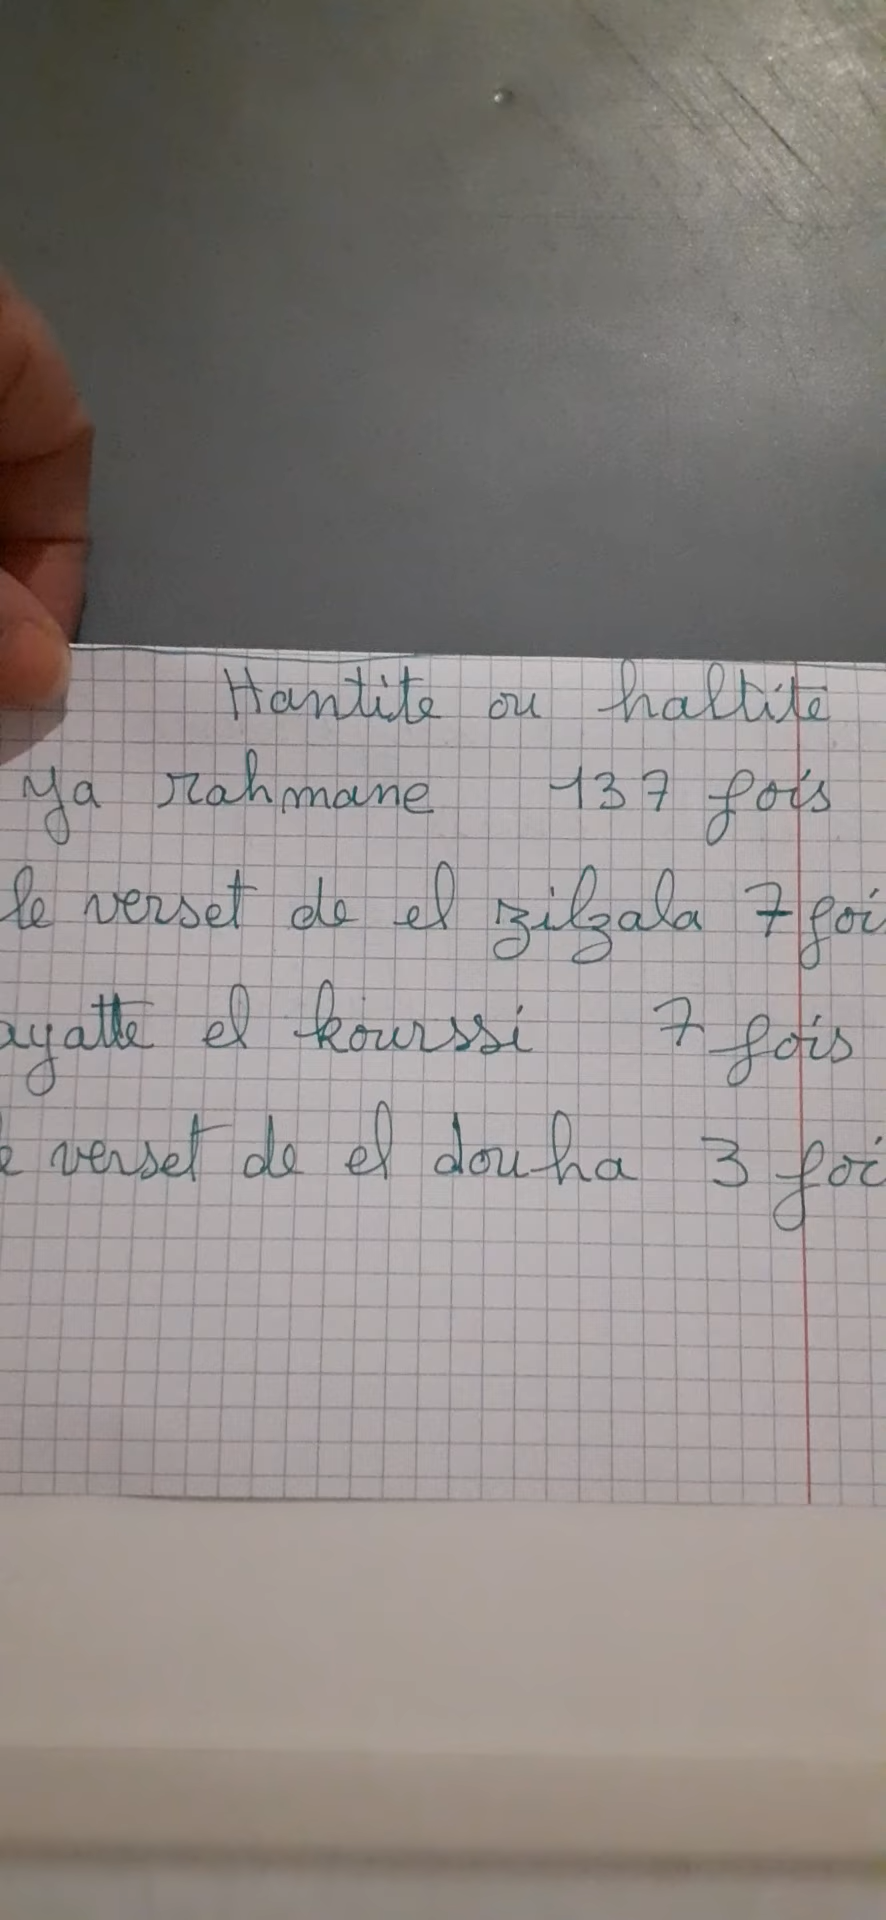 Hantite ou haltite
ya rahmane 137 fois
le verset de el zilzala 7 foi
ayatte el kourssi 7 fois
e verset de el douha 3 foi